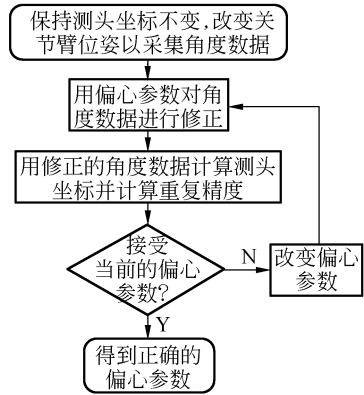 保持测头坐标不变,改变关
节臂位姿以采集角度数据
用偏心参数对角
度数据进行修正
用修正的角度数据计算测头
坐标并计算重复精度
接受
当前的偏心
参数?
N
改变偏心
参数
Y
得到正确的
偏心参数